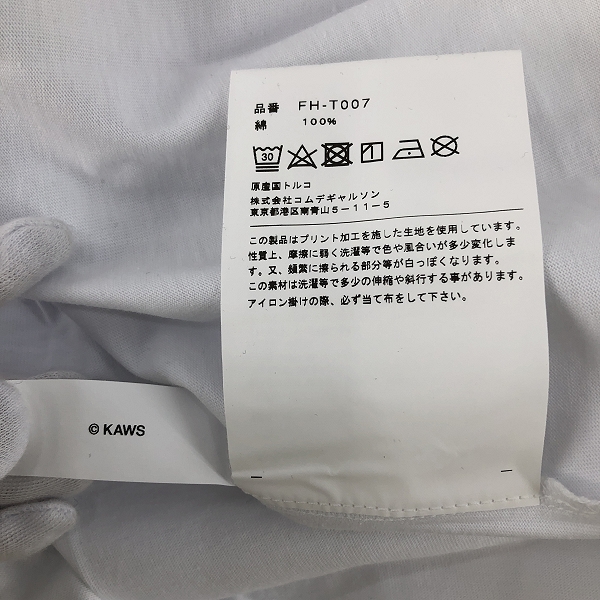 品番 FH-T007
綿 100%
30
原産国トルコ
株式会社コムデギャルソン
東京都港区南青山5-11-5
この製品はプリント加工を施した生地を使用しています。
性質上、摩擦に弱く洗濯等で色や風合いが多少変化しま
す。又、頻繁に擦られる部分等が白っぽくなります。
この素材は洗濯等で多少の伸縮や斜行する事があります。
アイロン掛けの際、必ず当て布をして下さい。
© KAWS